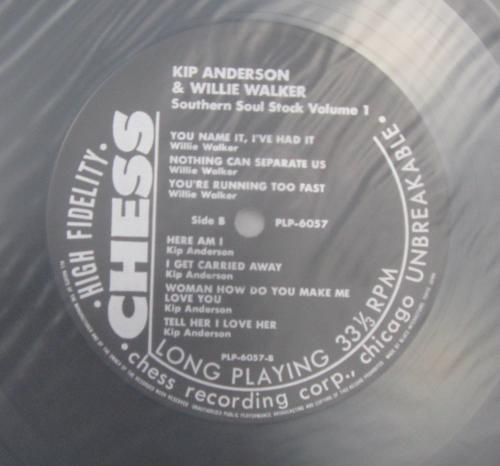 KIP ANDERSON
& WILLIE WALKER
Southern Soul Stock Volume 1
YOU NAME IT, I'VE HAD IT
Willie Walker
NOTHING CAN SEPARATE US
Willie Walker
YOU'RE RUNNING TOO FAST
Willie Walker
Side B PLP-6057
HERE AM I
Kip Anderson
I GET CARRIED AWAY
Kip Anderson
WOMAN HOW DO YOU MAKE ME
LOVE YOU
Kip Anderson
TELL HER I LOVE HER
Kip Anderson
PLP-6057-B
CHESS
• HIGH FIDELITY •
LONG PLAYING 33⅓ RPM
• chess recording corp., chicago UNBREAKABLE •